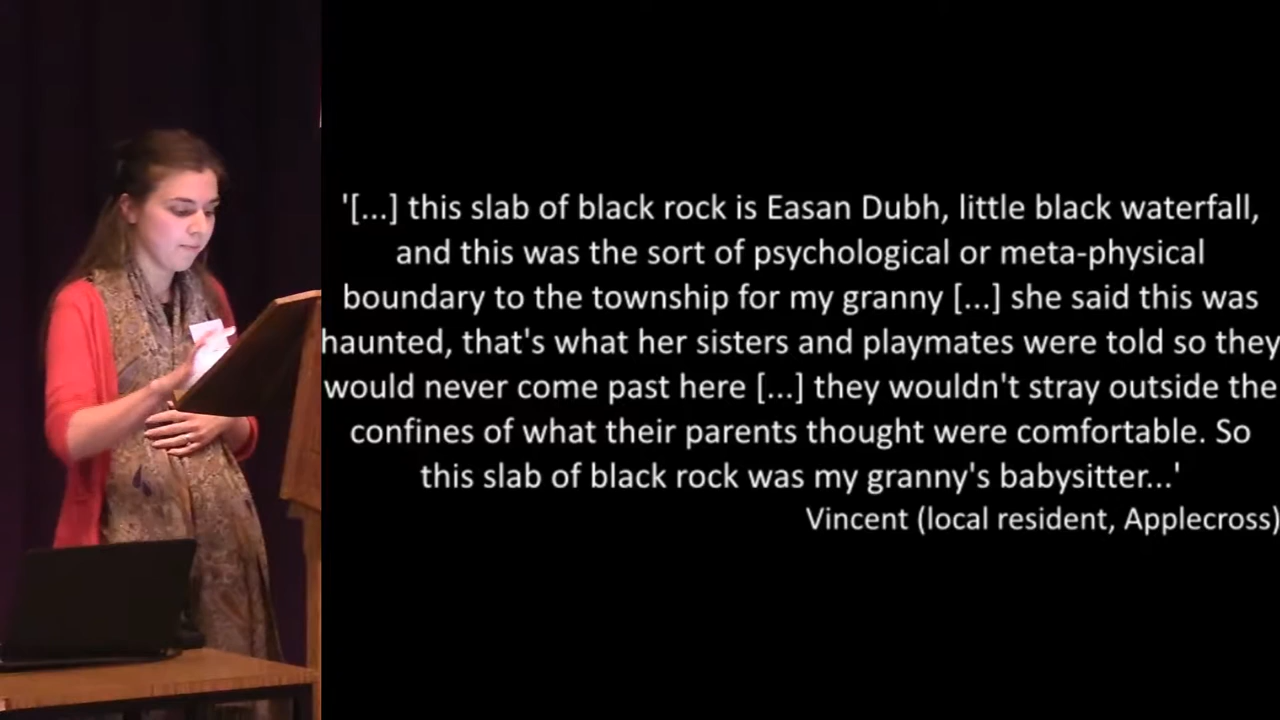 '[...] this slab of black rock is Easan Dubh, little black waterfall,
and this was the sort of psychological or meta-physical
boundary to the township for my granny [...] she said this was
haunted, that's what her sisters and playmates were told so they
would never come past here [...] they wouldn't stray outside the
confines of what their parents thought were comfortable. So
this slab of black rock was my granny's babysitter...'
Vincent (local resident, Applecross)